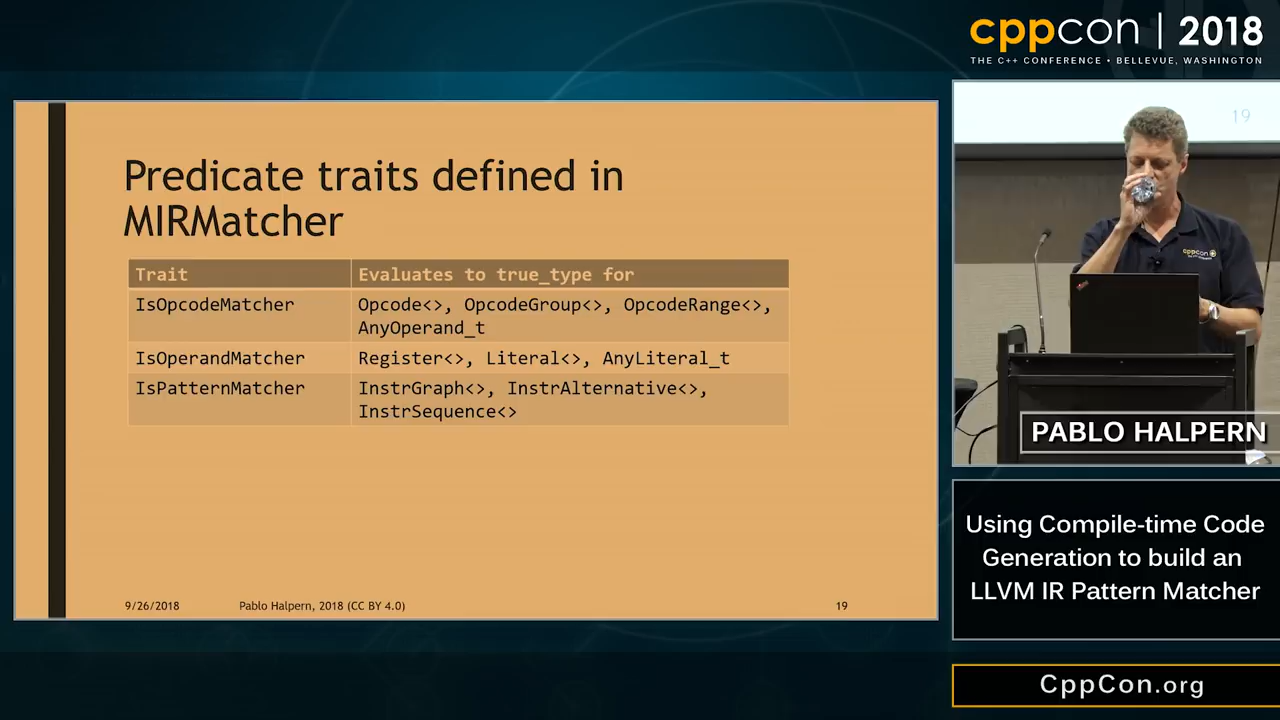 cppcon | 2018
THE C++ CONFERENCE • BELLEVUE, WASHINGTON
Predicate traits defined in
MIRMatcher
Trait Evaluates to true_type for
IsOpcodeMatcher Opcode<>, OpcodeGroup<>, OpcodeRange<>,
AnyOperand_t
IsOperandMatcher Register<>, Literal<>, AnyLiteral_t
IsPatternMatcher InstrGraph<>, InstrAlternative<>,
InstrSequence<>
9/26/2018 Pablo Halpern, 2018 (CC BY 4.0) 19
19
cppcon
PABLO HALPERN
Using Compile-time Code
Generation to build an
LLVM IR Pattern Matcher
CppCon.org